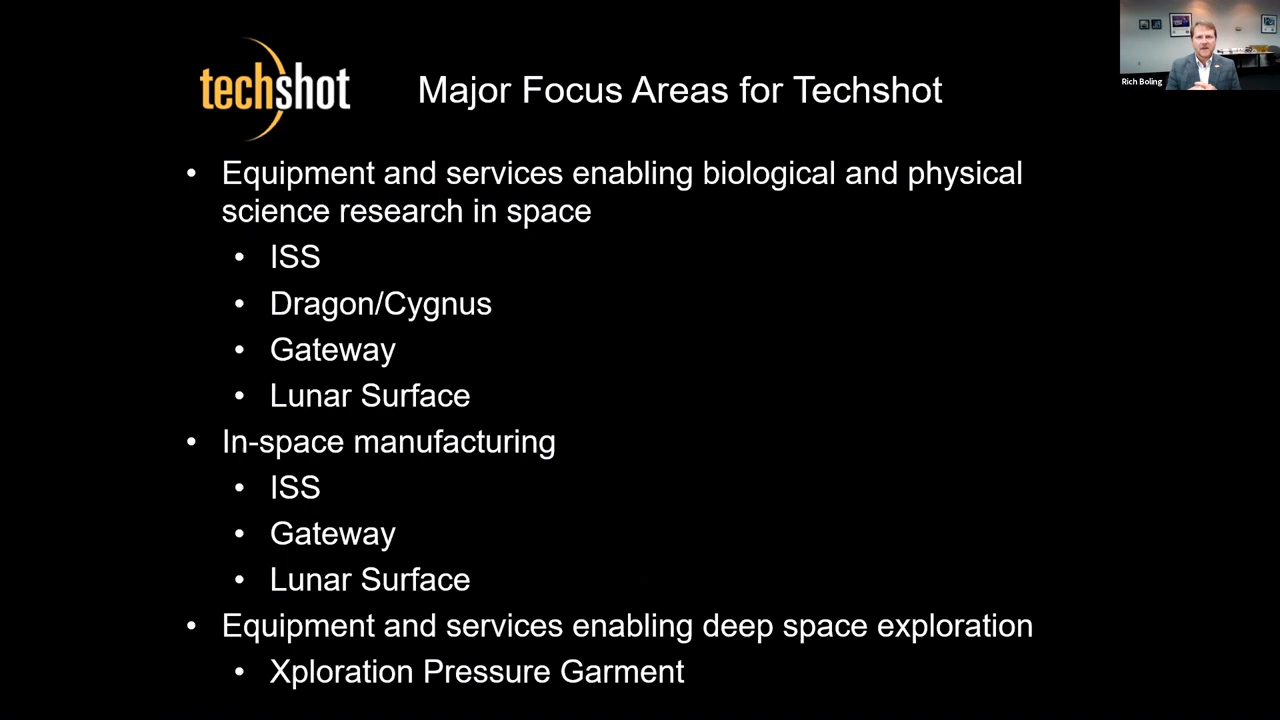 techshot
Major Focus Areas for Techshot
Rich Boling
• Equipment and services enabling biological and physical
science research in space
• ISS
• Dragon/Cygnus
• Gateway
• Lunar Surface
• In-space manufacturing
• ISS
• Gateway
• Lunar Surface
• Equipment and services enabling deep space exploration
• Xploration Pressure Garment